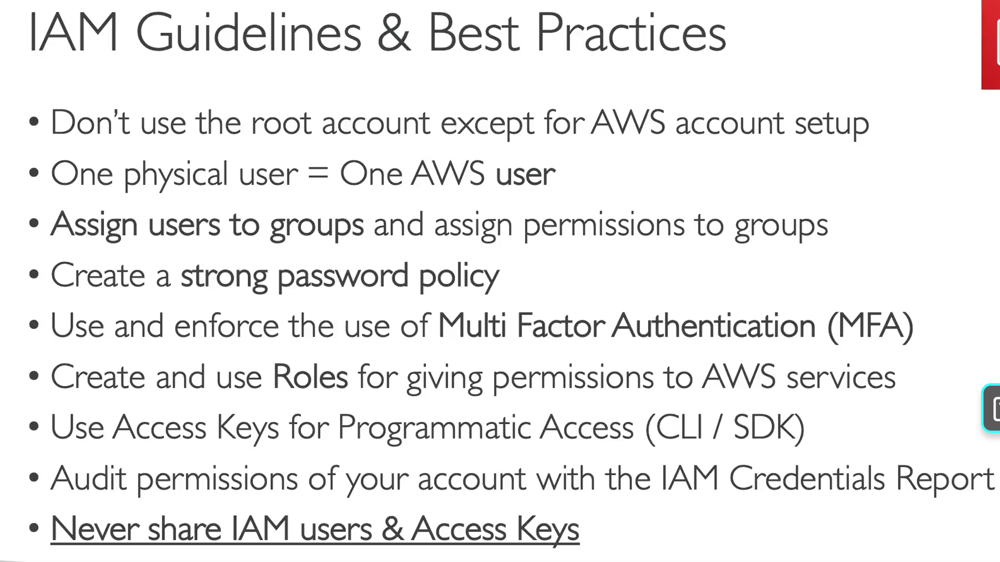 IAM Guidelines & Best Practices
• Don’t use the root account except for AWS account setup
• One physical user = One AWS user
• Assign users to groups and assign permissions to groups
• Create a strong password policy
• Use and enforce the use of Multi Factor Authentication (MFA)
• Create and use Roles for giving permissions to AWS services
• Use Access Keys for Programmatic Access (CLI / SDK)
• Audit permissions of your account with the IAM Credentials Report
• Never share IAM users & Access Keys